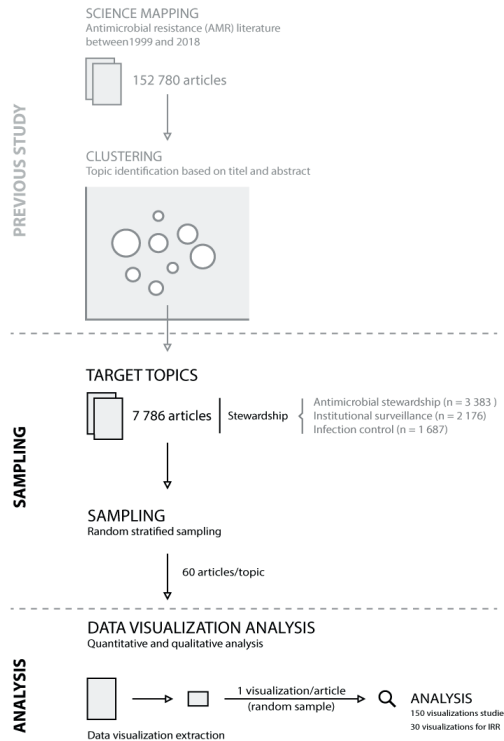 PREVIOUS STUDY
SCIENCE MAPPING
Antimicrobial resistance (AMR) literature
between1999 and 2018
152 780 articles
CLUSTERING
Topic identification based on titel and abstract
SAMPLING
TARGET TOPICS
7 786 articles
Stewardship
Antimicrobial stewardship (n = 3 383 )
Institutional surveillance (n = 2 176)
Infection control (n = 1 687)
SAMPLING
Random stratified sampling
60 articles/topic
ANALYSIS
DATA VISUALIZATION ANALYSIS
Quantitative and qualitative analysis
1 visualization/article
(random sample)
ANALYSIS
150 visualizations studie
30 visualizations for IRR
Data visualization extraction